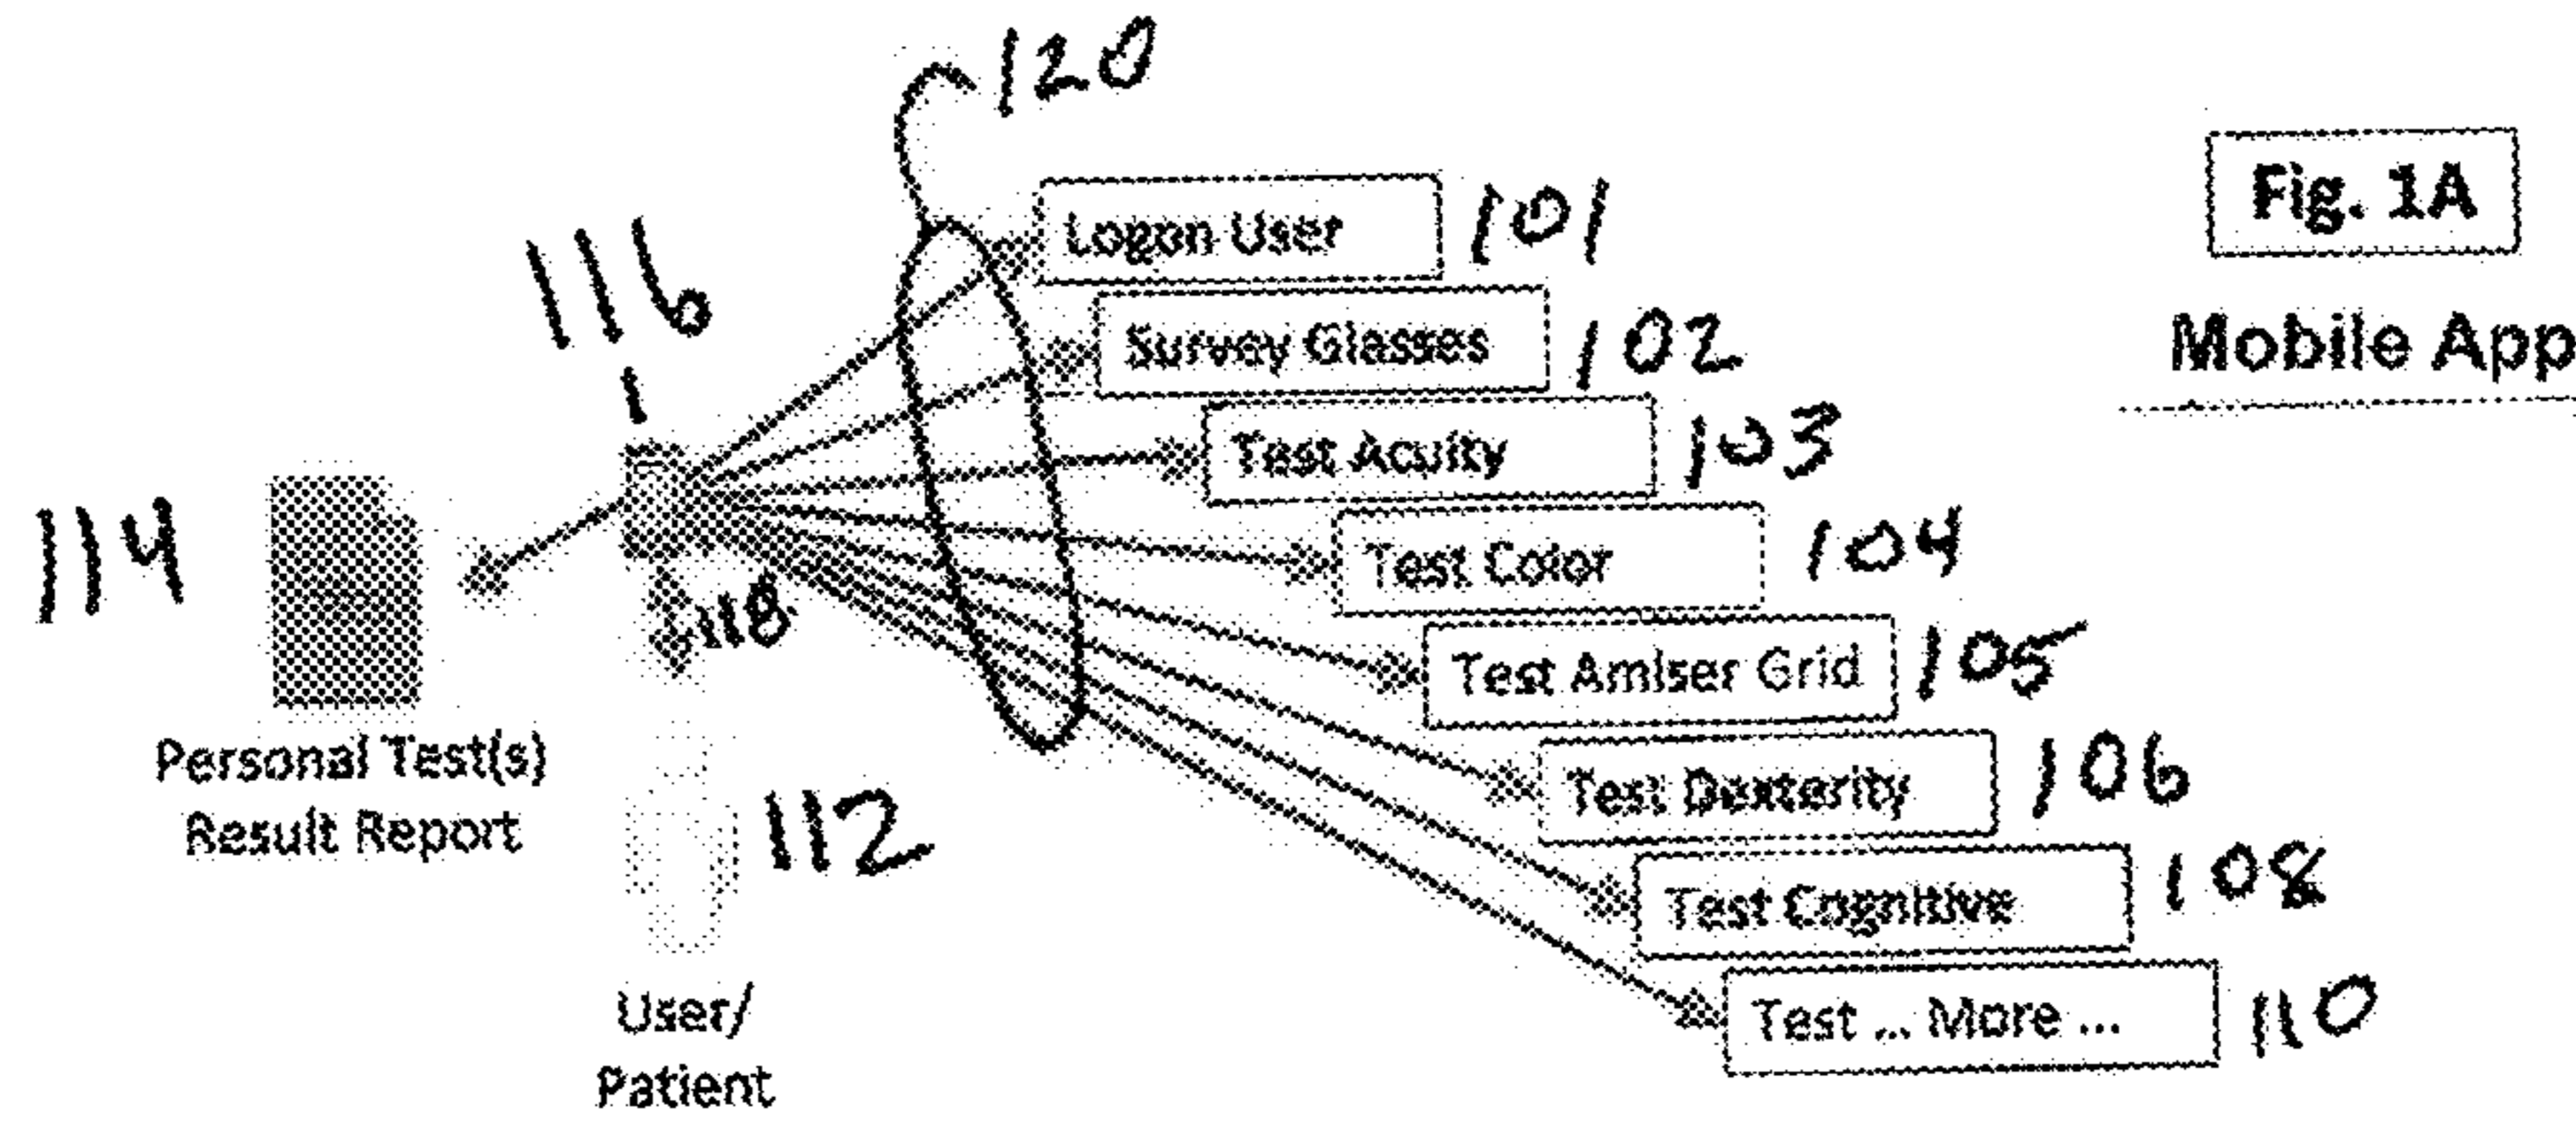 120
Fig. 1A
Mobile App
Logon User 101
116
Survey Glasses 102
Test Acuity 103
114
Test Color 104
118
Test Amlser Grid 105
Personal Test(s)
Result Report
Test Dexterity 106
112
Test Cognitive 108
User/
Patient
Test ... More ... 110